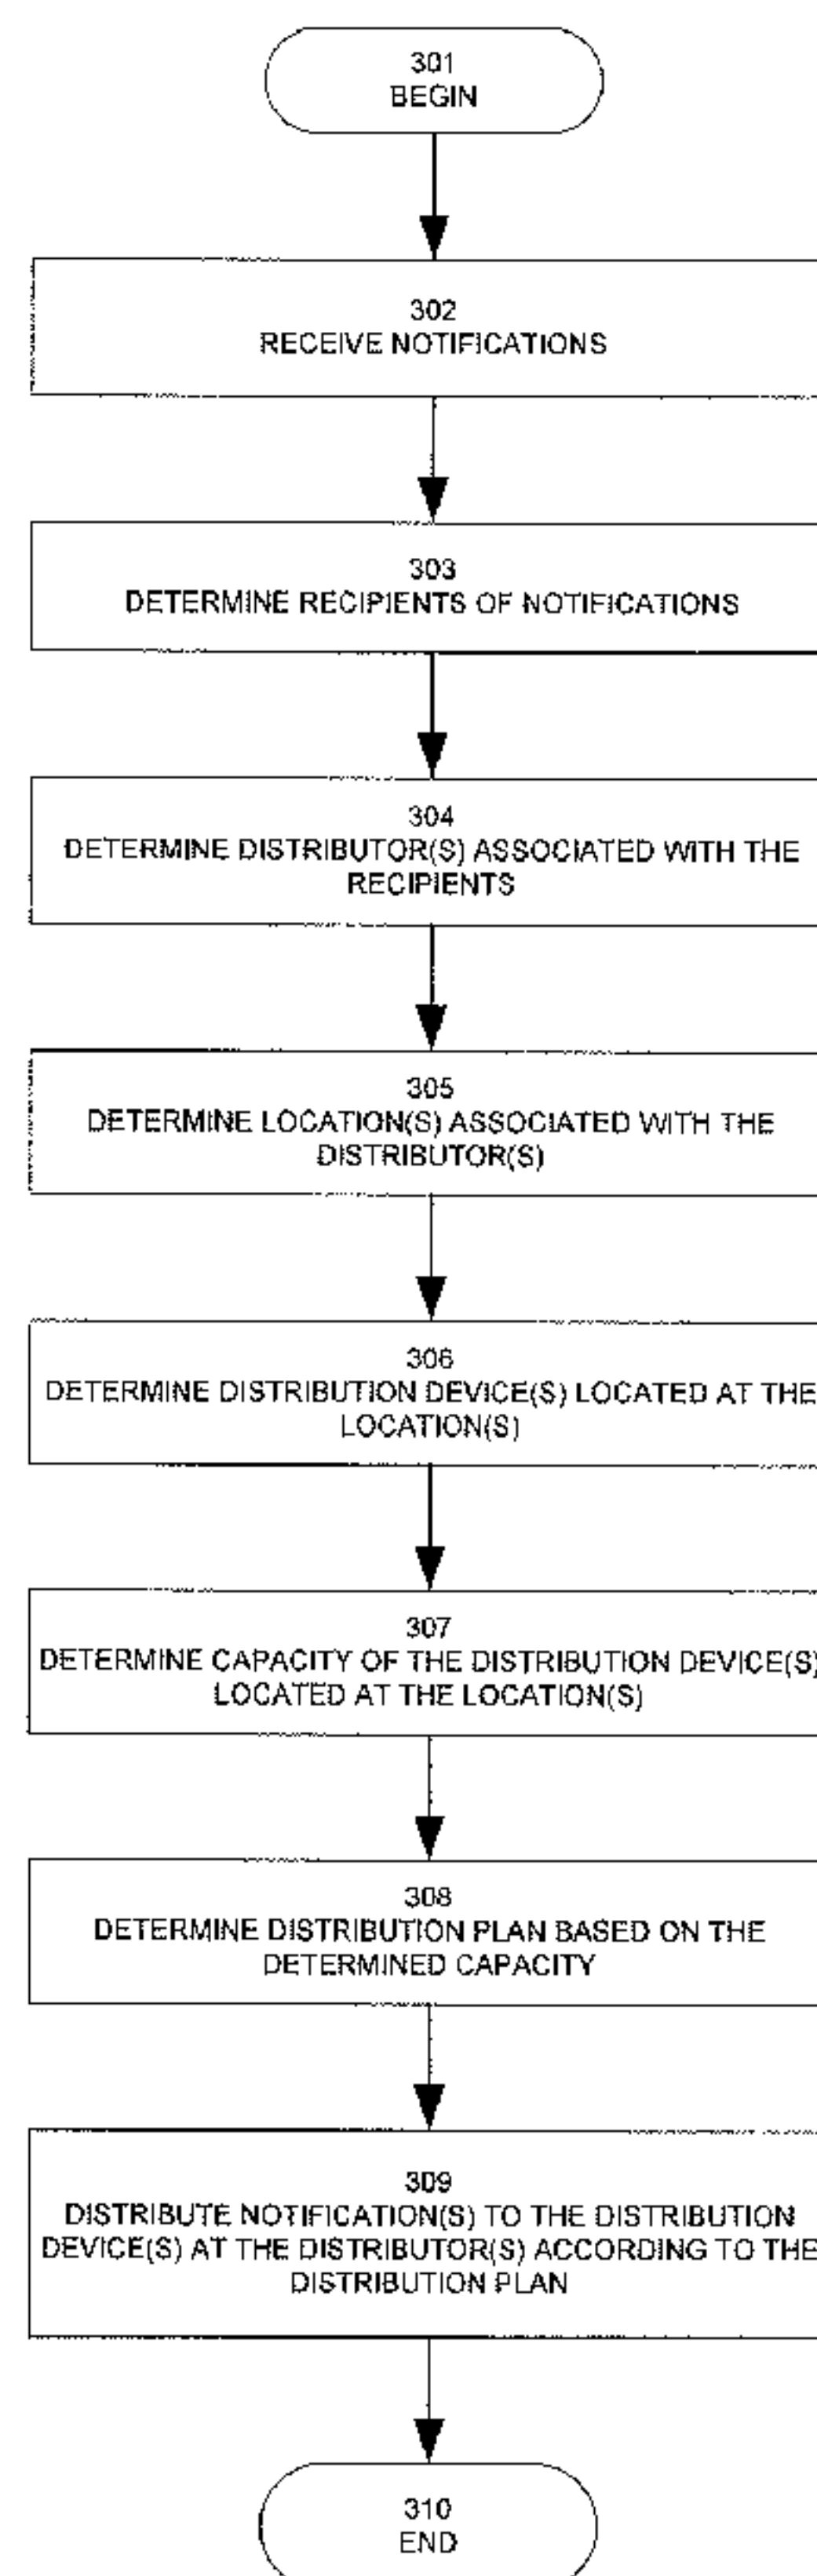 301
BEGIN
302
RECEIVE NOTIFICATIONS
303
DETERMINE RECIPIENTS OF NOTIFICATIONS
304
DETERMINE DISTRIBUTOR(S) ASSOCIATED WITH THE
RECIPIENTS
305
DETERMINE LOCATION(S) ASSOCIATED WITH THE
DISTRIBUTOR(S)
306
DETERMINE DISTRIBUTION DEVICE(S) LOCATED AT THE
LOCATION(S)
307
DETERMINE CAPACITY OF THE DISTRIBUTION DEVICE(S)
LOCATED AT THE LOCATION(S)
308
DETERMINE DISTRIBUTION PLAN BASED ON THE
DETERMINED CAPACITY
309
DISTRIBUTE NOTIFICATION(S) TO THE DISTRIBUTION
DEVICE(S) AT THE DISTRIBUTOR(S) ACCORDING TO THE
DISTRIBUTION PLAN
310
END